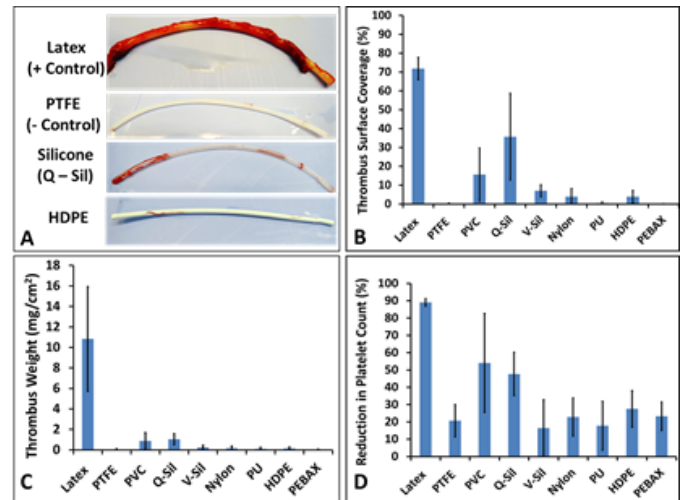 Latex
(+ Control)
PTFE
(- Control)
Silicone
(Q – Sil)
HDPE
A
Thrombus Surface Coverage (%)
100
90
80
70
60
50
40
30
20
10
0
Latex
PTFE
PVC
Q-Sil
V-Sil
Nylon
PU
HDPE
PEBAX
B
Thrombus Weight (mg/cm²)
18
16
14
12
10
8
6
4
2
0
Latex
PTFE
PVC
Q-Sil
V-Sil
Nylon
PU
HDPE
PEBAX
C
Reduction in Platelet Count (%)
100
90
80
70
60
50
40
30
20
10
0
Latex
PTFE
PVC
Q-Sil
V-Sil
Nylon
PU
HDPE
PEBAX
D